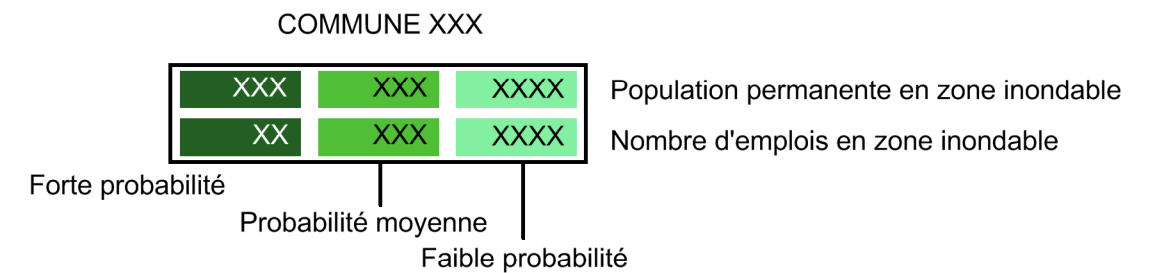 COMMUNE XXX
XXX XXX XXXX Population permanente en zone inondable
XX XXX XXXX Nombre d'emplois en zone inondable
Forte probabilité
Probabilité moyenne
Faible probabilité